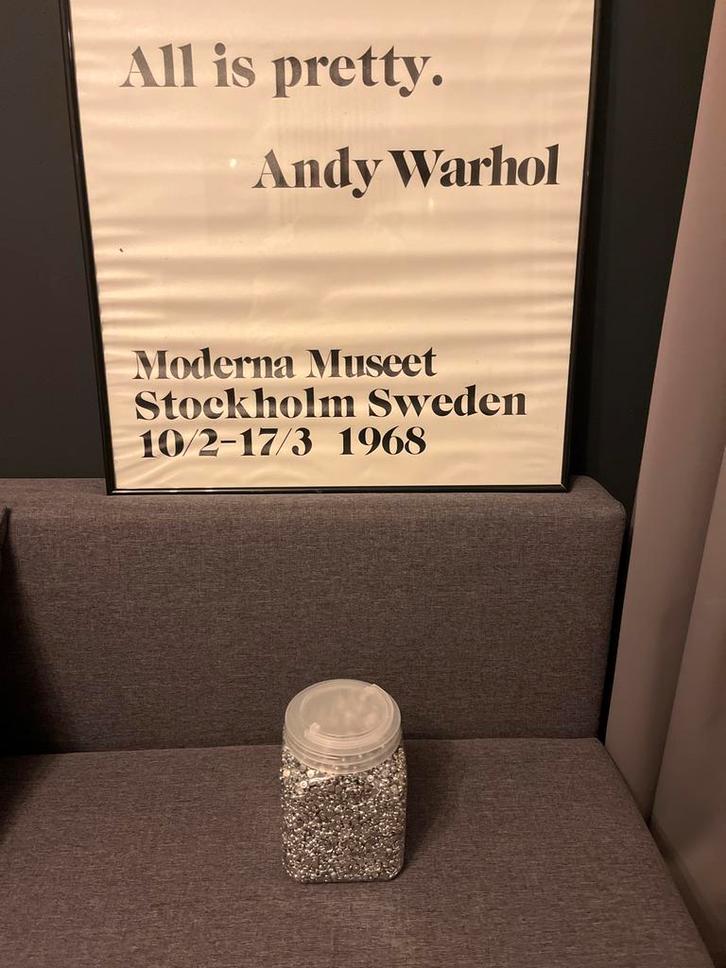 All is pretty.
Andy Warhol
Moderna Museet
Stockholm Sweden
10/2-17/3 1968